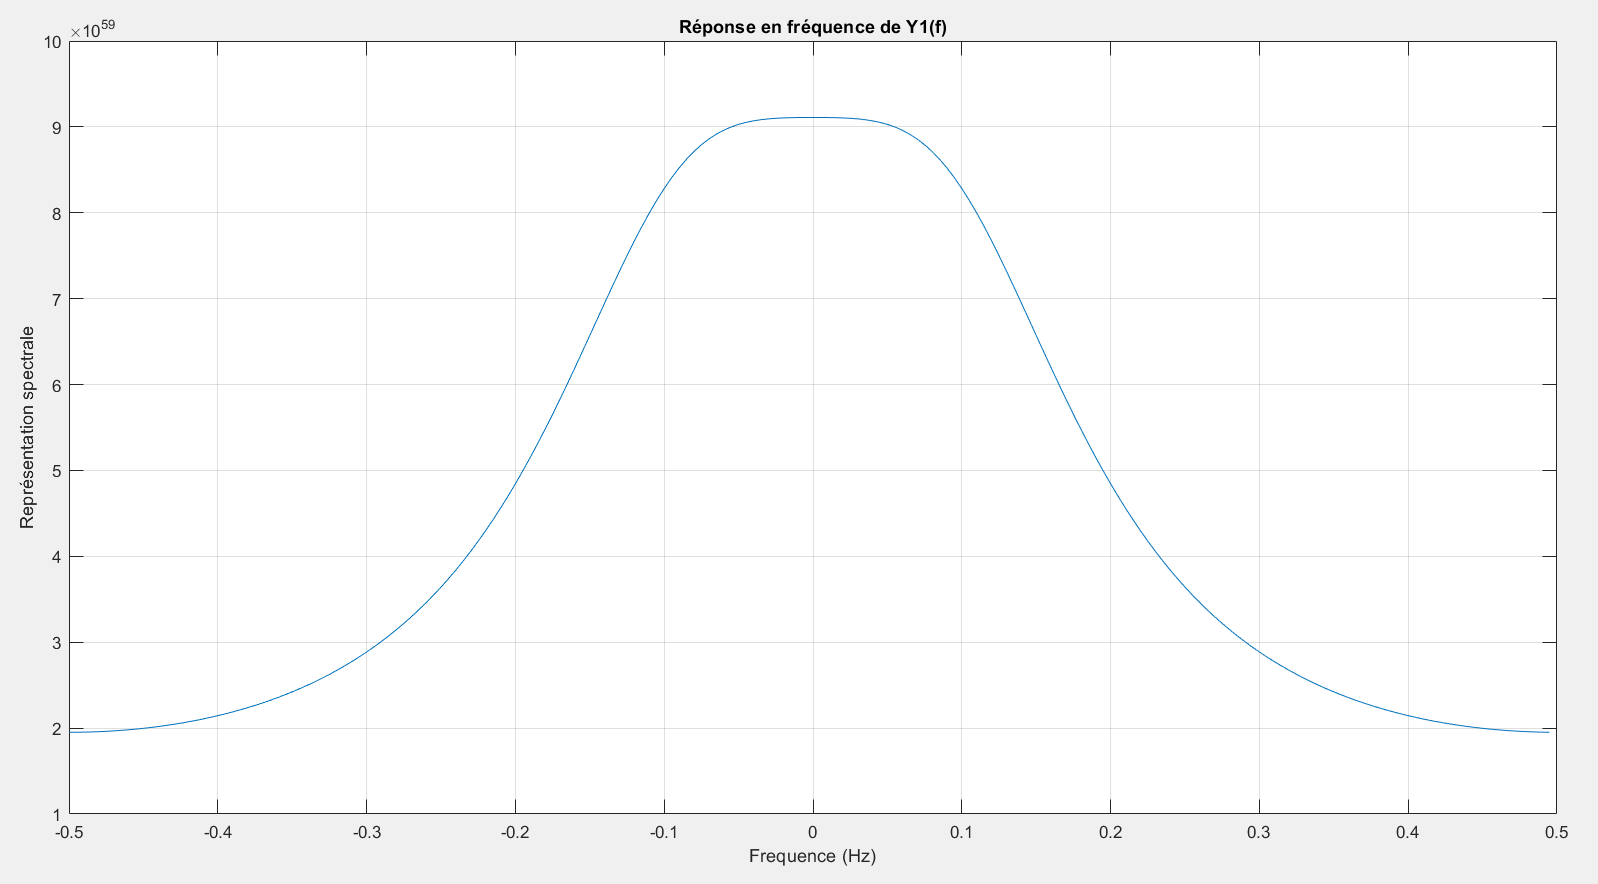 Réponse en fréquence de Y1(f)
×10^59
10
9
8
7
6
5
4
3
2
1
Représentation spectrale
-0.5 -0.4 -0.3 -0.2 -0.1 0 0.1 0.2 0.3 0.4 0.5
Frequence (Hz)